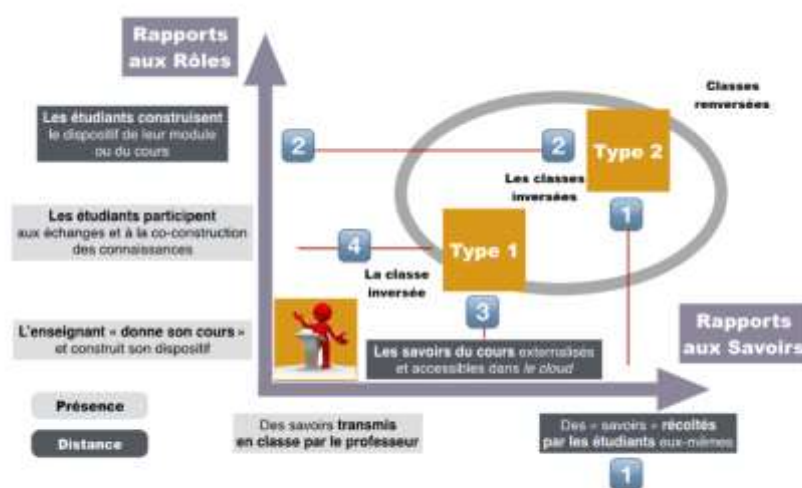 Rapports
aux Rôles
Les étudiants construisent
le dispositif de leur module
ou du cours
2
2
Type 2
Classes
renversées
Les classes
inversées
1
Les étudiants participent
aux échanges et à la co-construction
des connaissances
4
Type 1
La classe
inversée
3
L'enseignant « donne son cours »
et construit son dispositif
Les savoirs du cours externalisés
et accessibles dans le cloud
Rapports
aux Savoirs
Présence
Distance
Des savoirs transmis
en classe par le professeur
Des « savoirs » récoltés
par les étudiants eux-mêmes
1